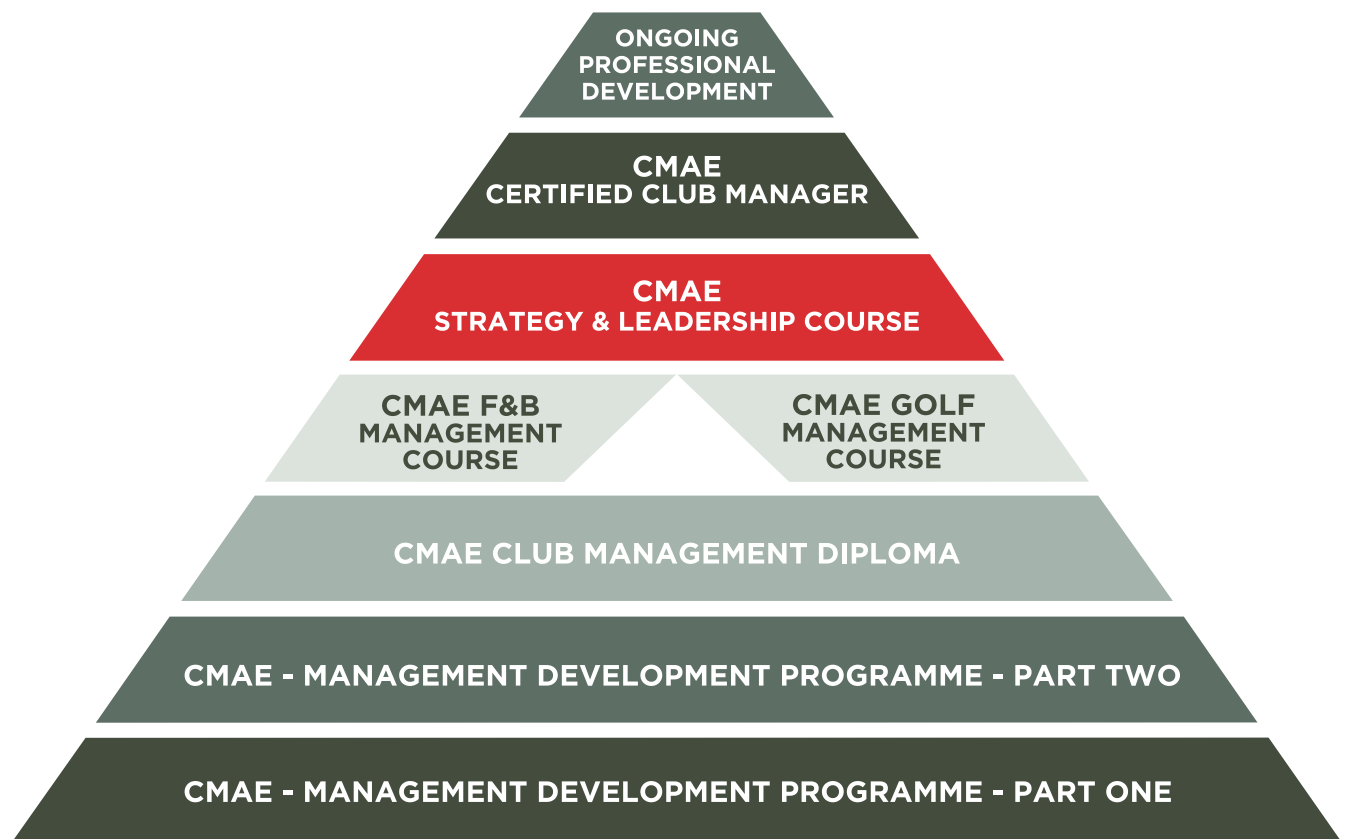 ONGOING
PROFESSIONAL
DEVELOPMENT
CMAE
CERTIFIED CLUB MANAGER
CMAE
STRATEGY & LEADERSHIP COURSE
CMAE F&B
MANAGEMENT
COURSE
CMAE GOLF
MANAGEMENT
COURSE
CMAE CLUB MANAGEMENT DIPLOMA
CMAE - MANAGEMENT DEVELOPMENT PROGRAMME - PART TWO
CMAE - MANAGEMENT DEVELOPMENT PROGRAMME - PART ONE